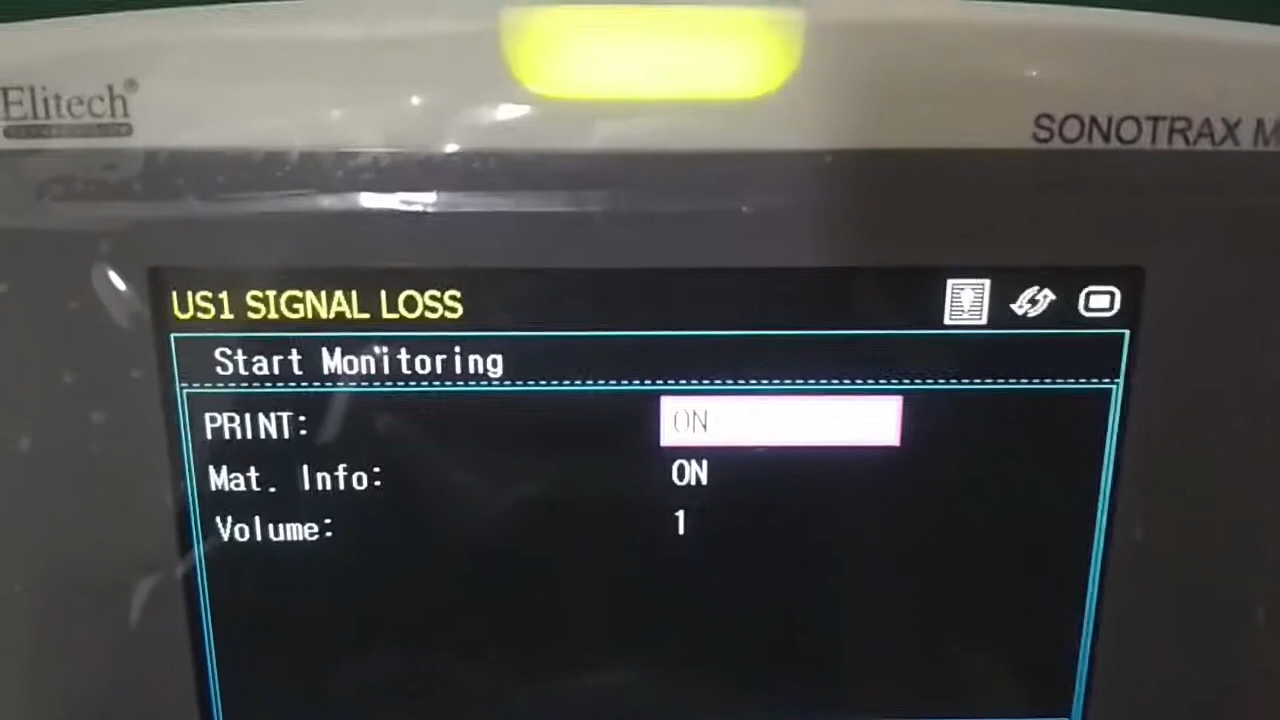 Elitech®
SONOTRAX M
US1 SIGNAL LOSS
Start Monitoring
PRINT: ON
Mat. Info: ON
Volume: 1